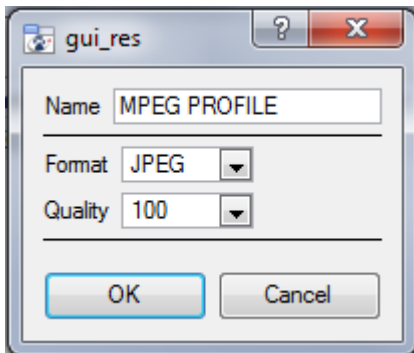 gui_res
Name MPEG PROFILE
Format JPEG
Quality 100
OK Cancel